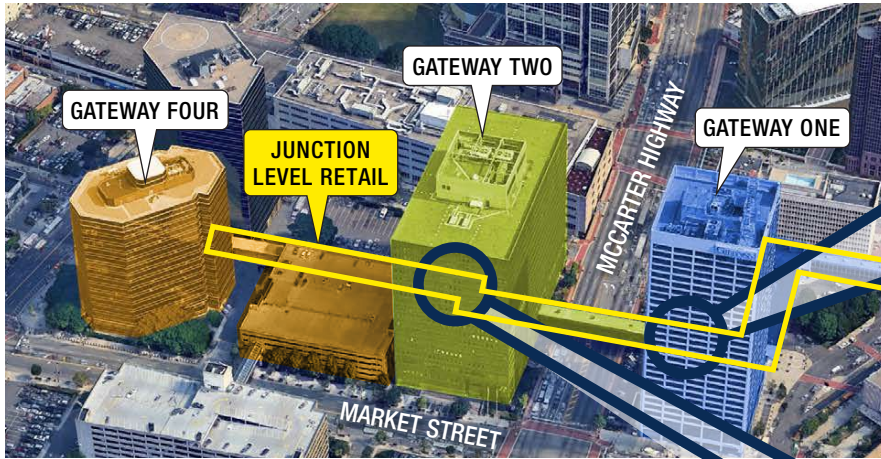 GATEWAY FOUR
JUNCTION
LEVEL RETAIL
GATEWAY TWO
MCCARTER HIGHWAY
GATEWAY ONE
MARKET STREET